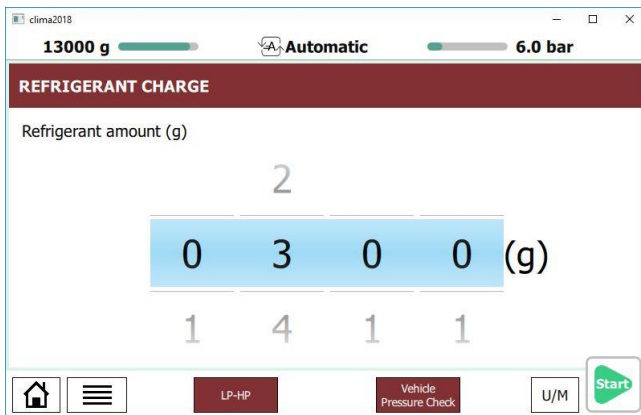 clima2018
13000 g Automatic 6.0 bar
REFRIGERANT CHARGE
Refrigerant amount (g)
2
0 3 0 0 (g)
1 4 1 1
LP-HP Vehicle Pressure Check U/M Start